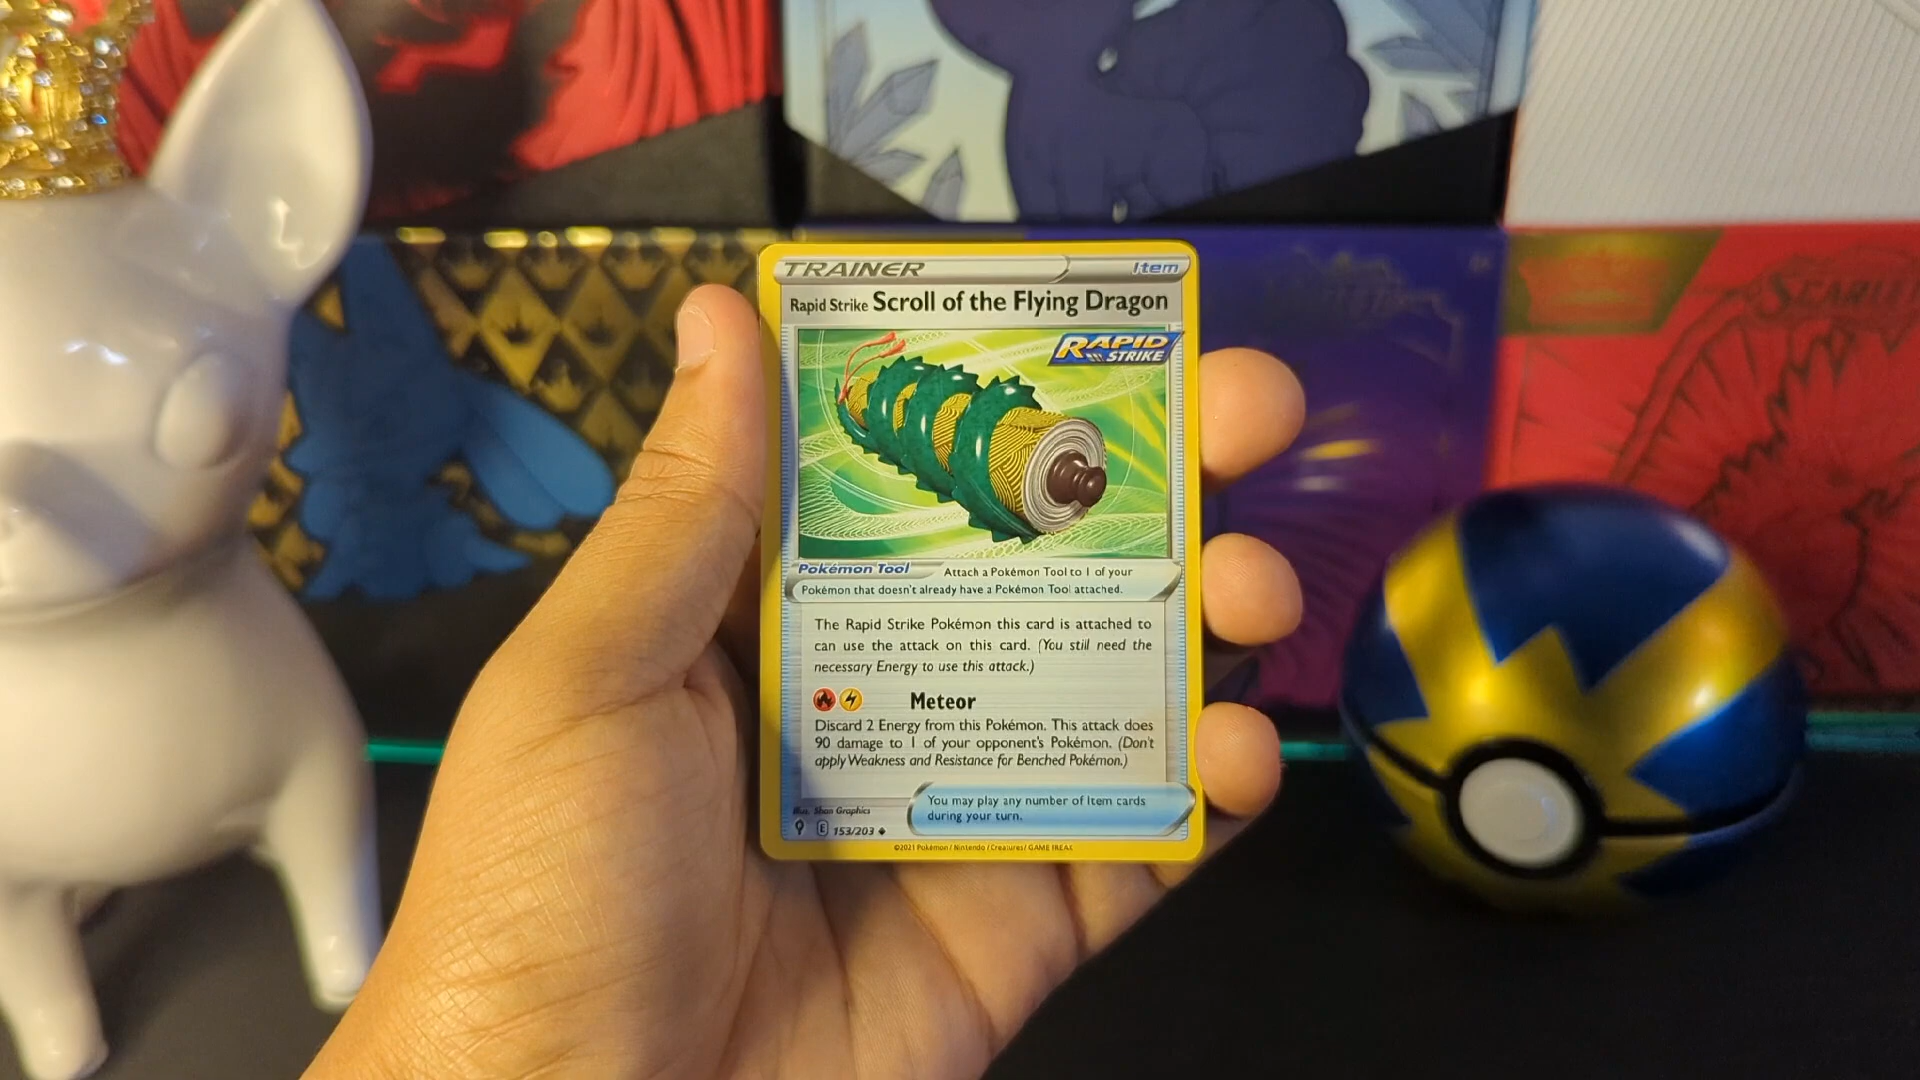 TRAINER Item
Rapid Strike Scroll of the Flying Dragon
RAPID
STRIKE
Pokémon Tool Attach a Pokémon Tool to 1 of your
Pokémon that doesn't already have a Pokémon Tool attached.
The Rapid Strike Pokémon this card is attached to
can use the attack on this card. (You still need the
necessary Energy to use this attack.)
Meteor
Discard 2 Energy from this Pokémon. This attack does
90 damage to 1 of your opponent's Pokémon. (Don't
apply Weakness and Resistance for Benched Pokémon.)
You may play any number of Item cards
during your turn.
Illus. Shan Graphics
E 153/203
©2021 Pokémon / Nintendo / Creatures / GAME FREAK
SCARLET